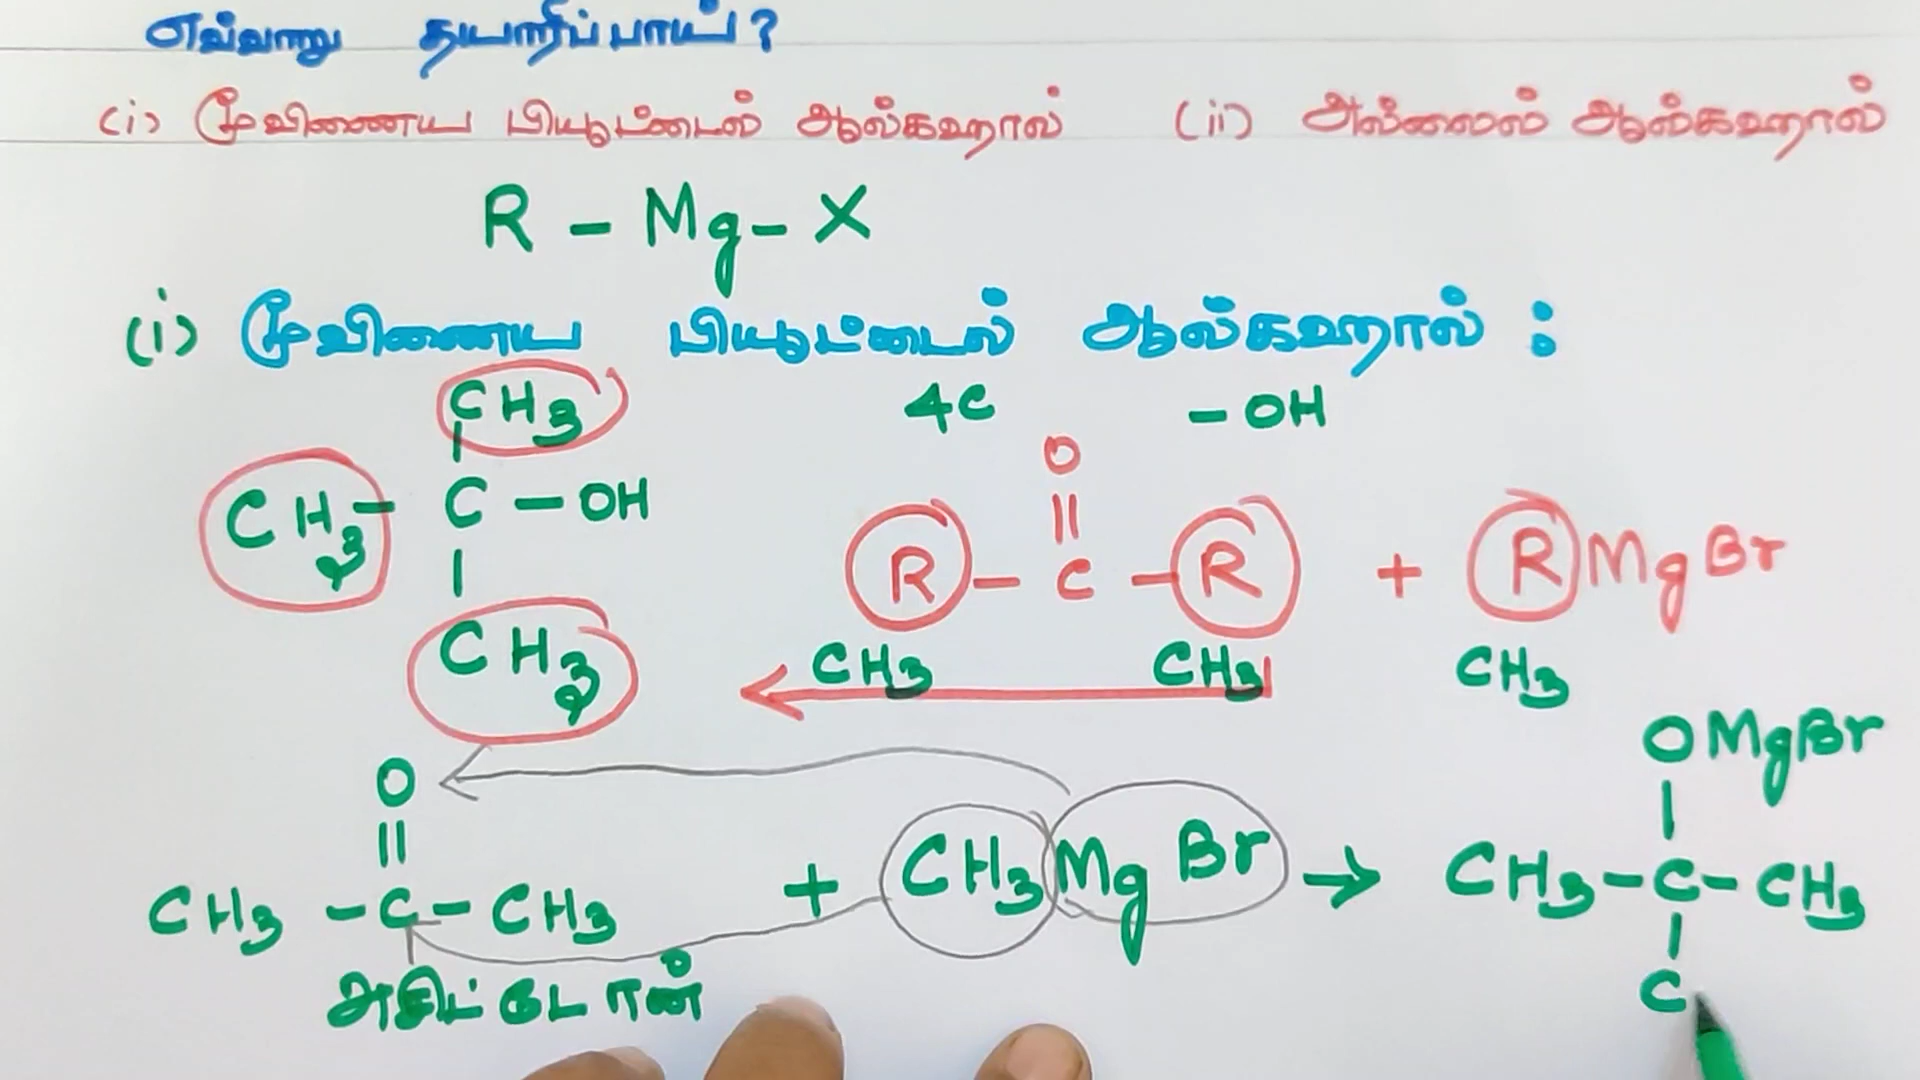 எவ்வாறு தயாரிப்பாய்?
(i) மூவிணைய பியூட்டைல் ஆல்கஹால் (ii) அல்லைல் ஆல்கஹால்
R - Mg - X
(i) மூவிணைய பியூட்டைல் ஆல்கஹால் :
CH3 4C - OH
O
||
CH3 - C - OH
R - C - R + RMgBr
CH3
CH3 CH3 CH3
O OMgBr
|| |
CH3 - C - CH3 + CH3MgBr → CH3 - C - CH3
|
அசிட்டோன் C